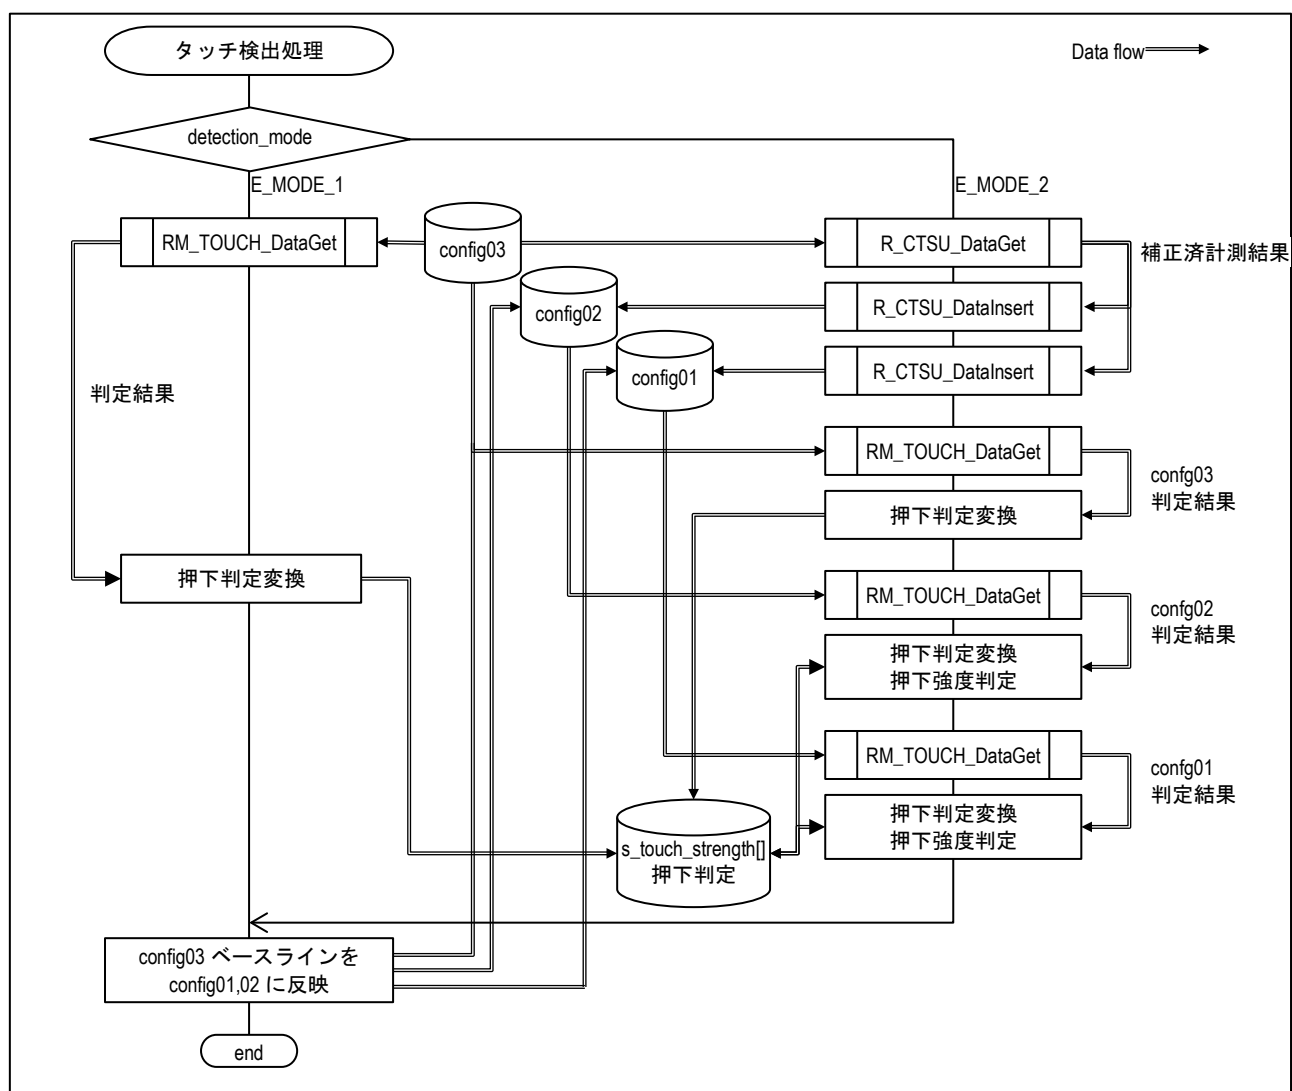 タッチ検出処理
Data flow
detection_mode
E_MODE_1
E_MODE_2
RM_TOUCH_DataGet
config03
R_CTSU_DataGet
補正済計測結果
config02
R_CTSU_DataInsert
config01
R_CTSU_DataInsert
判定結果
RM_TOUCH_DataGet
confg03
判定結果
押下判定変換
押下判定変換
RM_TOUCH_DataGet
confg02
判定結果
押下判定変換
押下強度判定
RM_TOUCH_DataGet
confg01
判定結果
押下判定変換
押下強度判定
s_touch_strength[]
押下判定
config03 ベースラインを
config01,02 に反映
end